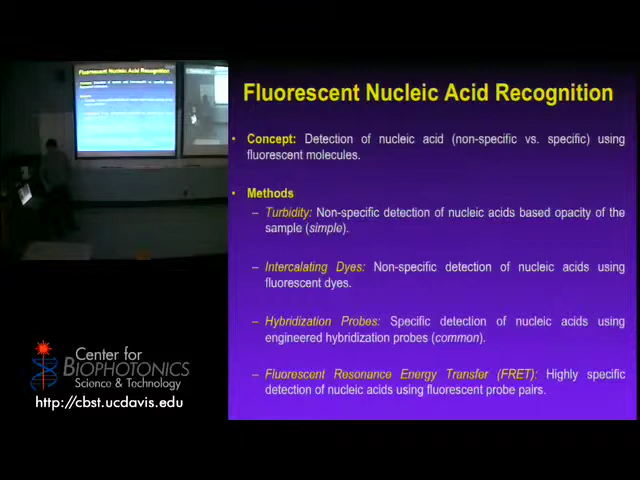 Fluorescent Nucleic Acid Recognition
Fluorescent Nucleic Acid Recognition
• Concept: Detection of nucleic acid (non-specific vs. specific) using
fluorescent molecules.
• Methods
– Turbidity: Non-specific detection of nucleic acids based opacity of the
sample (simple).
– Intercalating Dyes: Non-specific detection of nucleic acids using
fluorescent dyes.
– Hybridization Probes: Specific detection of nucleic acids using
engineered hybridization probes (common).
– Fluorescent Resonance Energy Transfer (FRET): Highly specific
detection of nucleic acids using fluorescent probe pairs.
Center for
BIOPHOTONICS
Science & Technology
http://cbst.ucdavis.edu